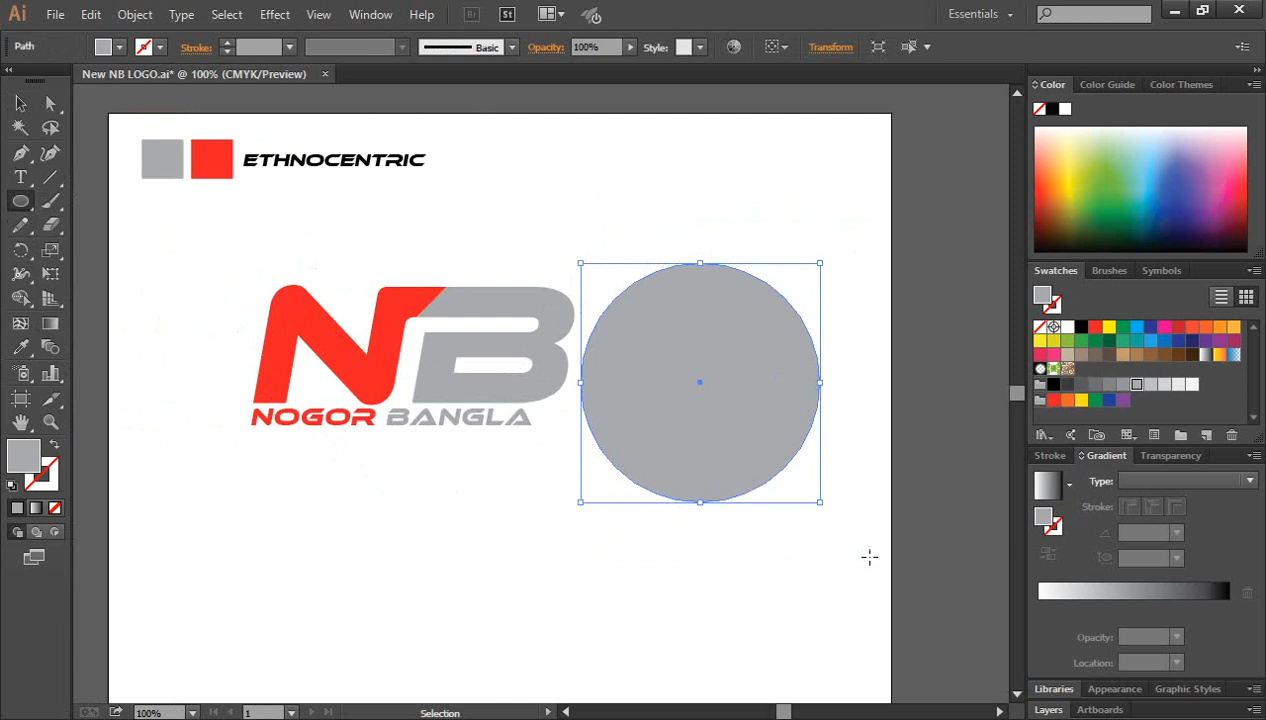 Ai File Edit Object Type Select Effect View Window Help Br St Essentials
Path Stroke: Basic Opacity: 100% Style: Transform
New NB LOGO.ai* @ 100% (CMYK/Preview) ×
Color Color Guide Color Themes
ETHNOCENTRIC
Swatches Brushes Symbols
NB
NOGOR BANGLA
Stroke Gradient Transparency
Type:
Stroke:
Opacity:
Location:
Libraries Appearance Graphic Styles
Layers Artboards
100% 1 Selection